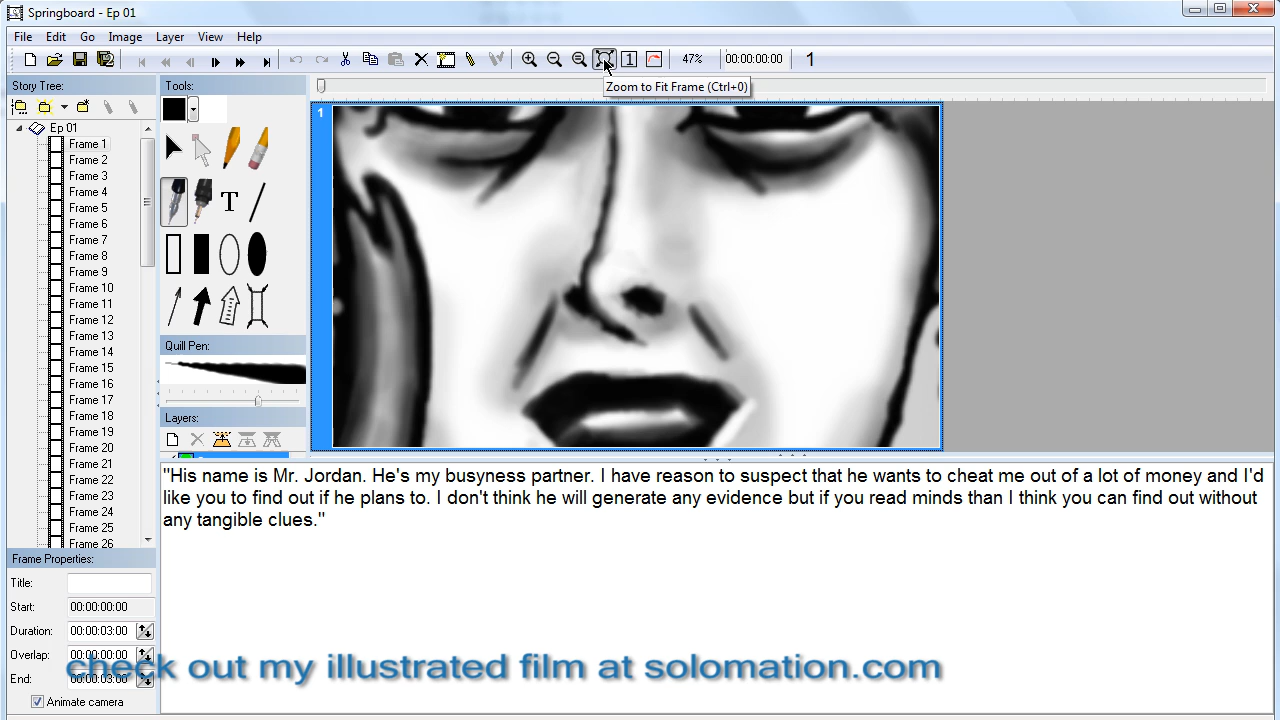 Springboard - Ep 01
File Edit Go Image Layer View Help
1 47% 00:00:00:00 1
Zoom to Fit Frame (Ctrl+0)
Story Tree:
Ep 01
Frame 1
Frame 2
Frame 3
Frame 4
Frame 5
Frame 6
Frame 7
Frame 8
Frame 9
Frame 10
Frame 11
Frame 12
Frame 13
Frame 14
Frame 15
Frame 16
Frame 17
Frame 18
Frame 19
Frame 20
Frame 21
Frame 22
Frame 23
Frame 24
Frame 25
Frame 26
Tools:
T
Quill Pen:
Layers:
1
"His name is Mr. Jordan. He's my busyness partner. I have reason to suspect that he wants to cheat me out of a lot of money and I'd
like you to find out if he plans to. I don't think he will generate any evidence but if you read minds than I think you can find out without
any tangible clues."
Frame Properties:
Title:
Start: 00:00:00:00
Duration: 00:00:03:00
Overlap: 00:00:00:00
End: 00:00:03:00
Animate camera
check out my illustrated film at solomation.com